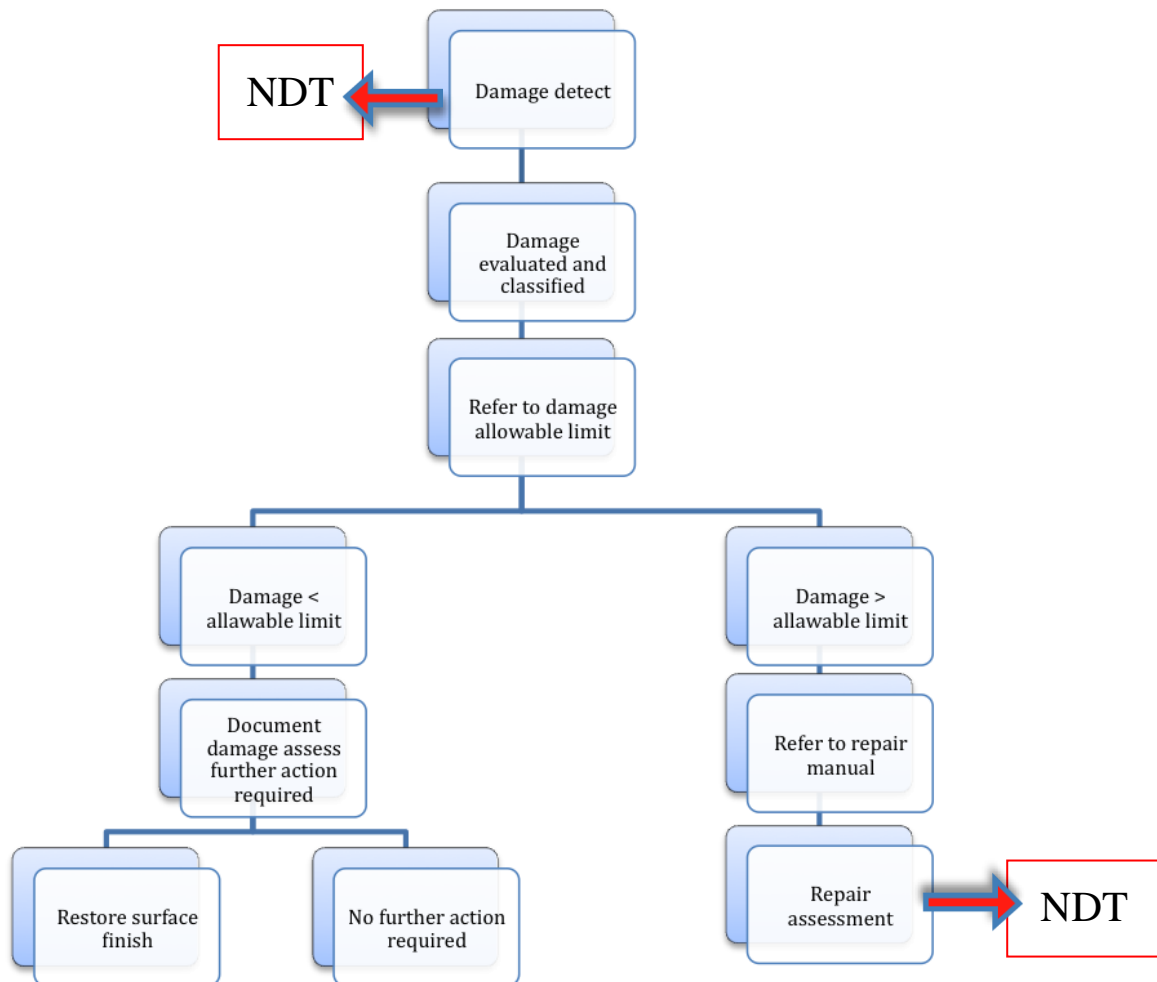 NDT
Damage detect
Damage
evaluated and
classified
Refer to damage
allowable limit
Damage <
allawable limit
Damage >
allawable limit
Document
damage assess
further action
required
Refer to repair
manual
Restore surface
finish
No further action
required
Repair
assessment
NDT